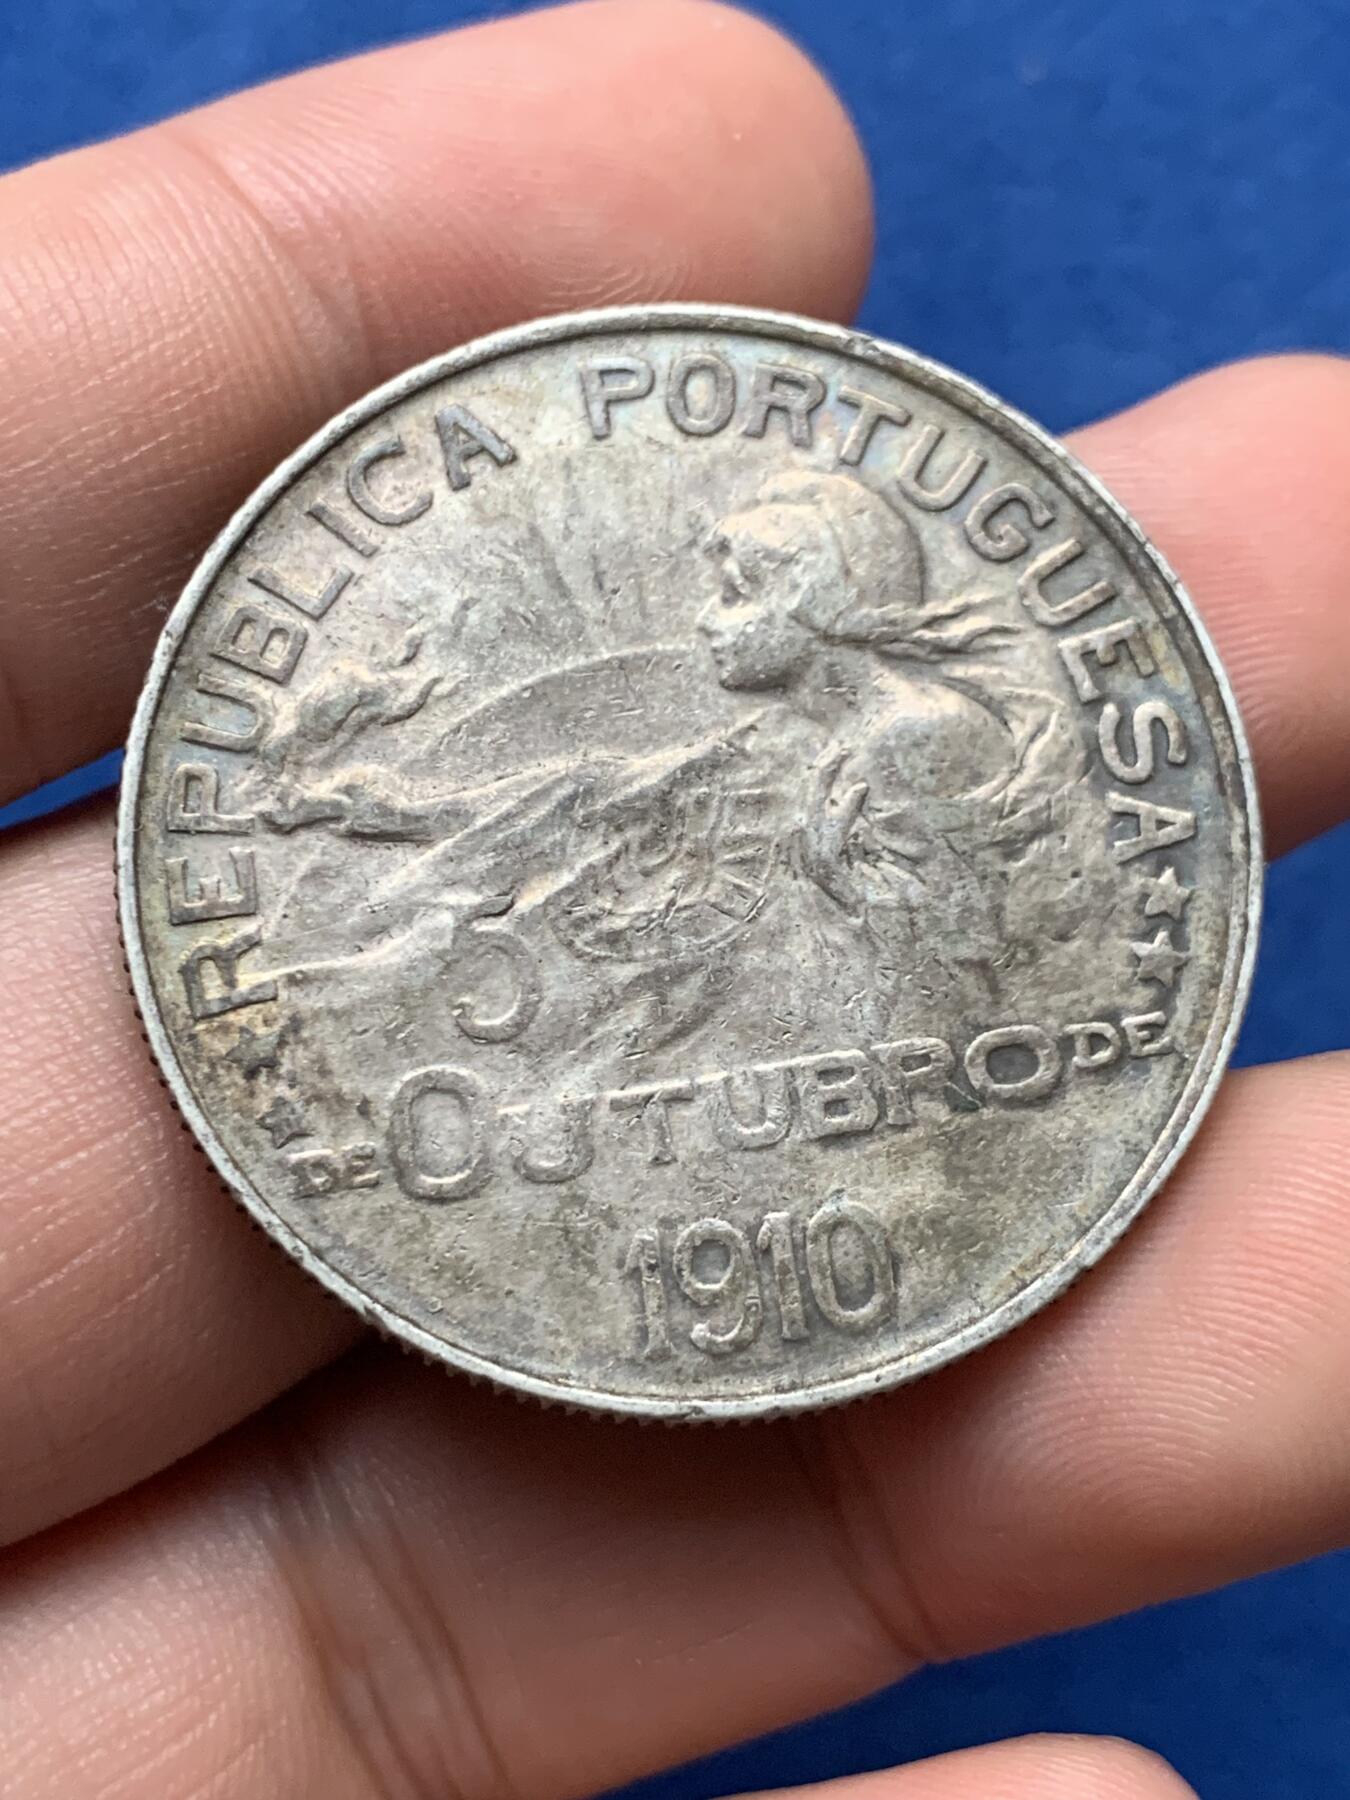 REPUBLICA PORTUGUESA
5
DE OUTUBRO DE
1910